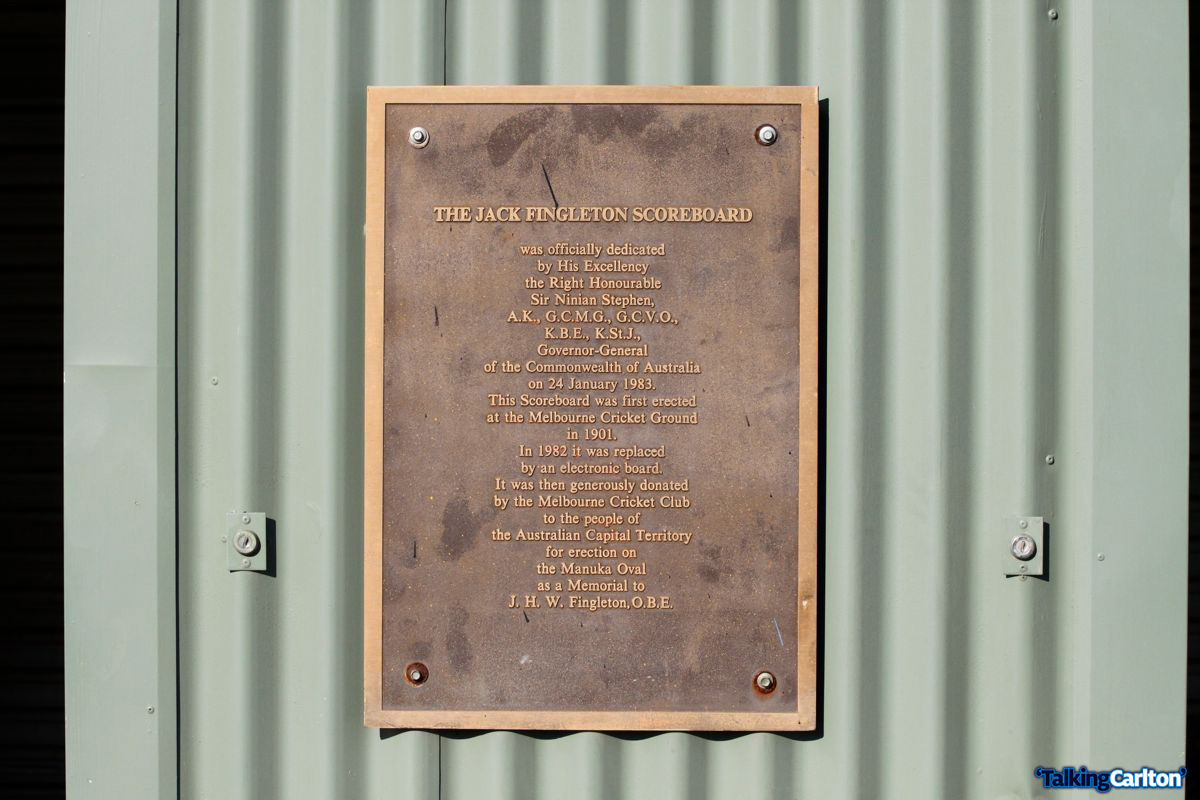 THE JACK FINGLETON SCOREBOARD
was officially dedicated
by His Excellency
the Right Honourable
Sir Ninian Stephen,
A.K., G.C.M.G., G.C.V.O.,
K.B.E., K.St.J.,
Governor-General
of the Commonwealth of Australia
on 24 January 1983.
This Scoreboard was first erected
at the Melbourne Cricket Ground
in 1901.
In 1982 it was replaced
by an electronic board.
It was then generously donated
by the Melbourne Cricket Club
to the people of
the Australian Capital Territory
for erection on
the Manuka Oval
as a Memorial to
J. H. W. Fingleton, O.B.E.
'TalkingCarlton'